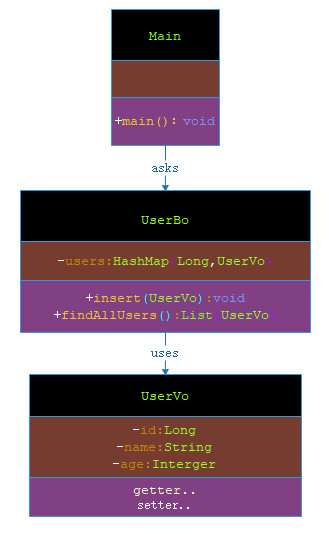 Main
+main(): void
asks
UserBo
-users:HashMap<Long,UserVo>
+insert(UserVo):void
+findAllUsers():List UserVo
uses
UserVo
-id:Long
-name:String
-age:Interger
getter..
setter..